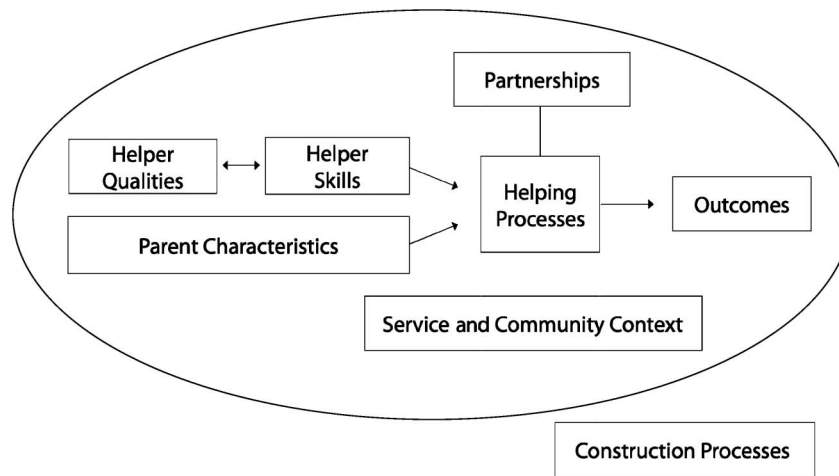 Partnerships
Helper
Qualities
Helper
Skills
Helping
Processes
Outcomes
Parent Characteristics
Service and Community Context
Construction Processes